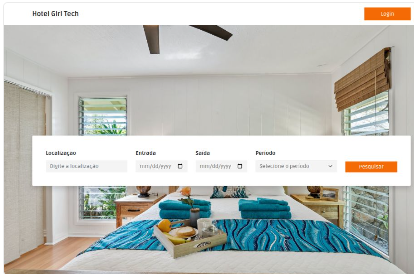 Hotel Girl Tech
Login
Localização
Entrada
Saída
Período
Digite a localização
mm/dd/yyyy
mm/dd/yyyy
Selecione o período
Pesquisar